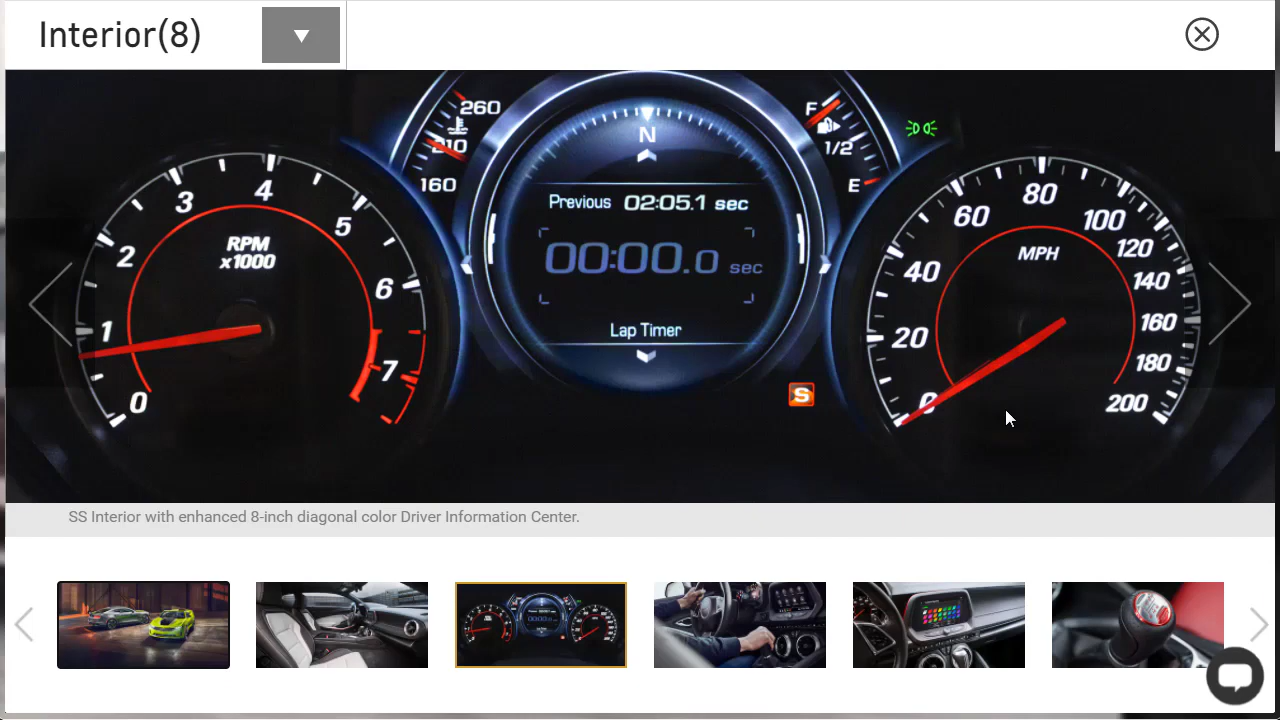 Interior(8)
260
210
160
N
F
1/2
E
Previous 02:05.1 sec
00:00.0 sec
Lap Timer
RPM
x1000
0
1
2
3
4
5
6
7
S
MPH
0
20
40
60
80
100
120
140
160
180
200
SS Interior with enhanced 8-inch diagonal color Driver Information Center.